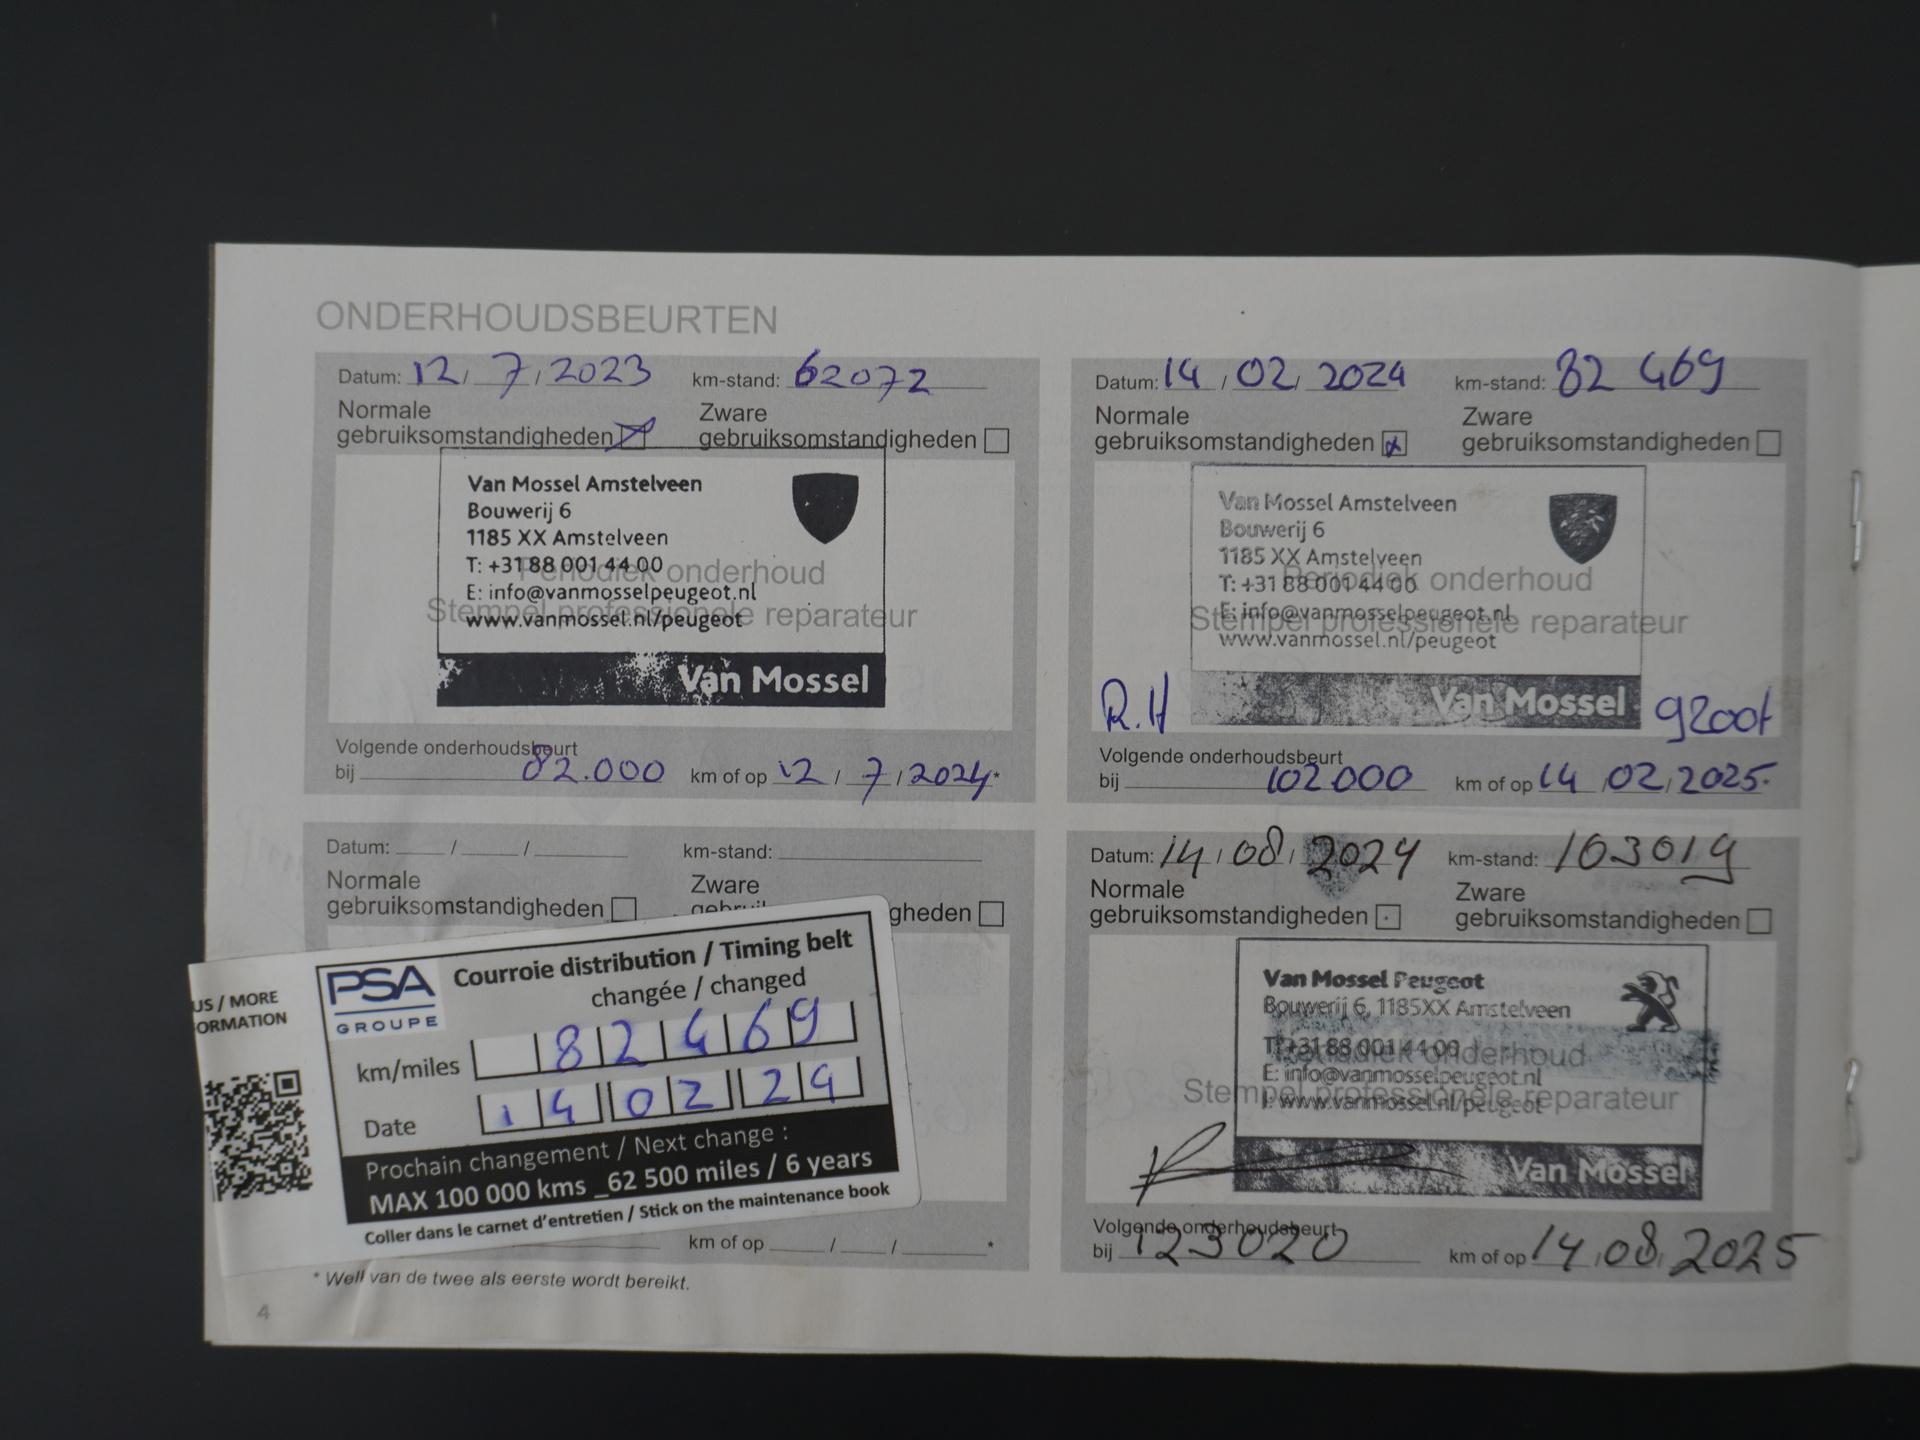 ONDERHOUDSBEURTEN
Datum: 12 / 7 / 2023 km-stand: 62072
Normale gebruiksomstandigheden
Zware gebruiksomstandigheden
Van Mossel Amstelveen
Bouwerij 6
1185 XX Amstelveen
T: +31 88 001 44 00
Periodiek onderhoud
E: info@vanmosselpeugeot.nl
Stempel professionele reparateur
www.vanmossel.nl/peugeot
Van Mossel
Volgende onderhoudsbeurt
bij 82.000 km of op 12 / 7 / 2024*
Datum: 14 / 02 / 2024 km-stand: 82 469
Normale gebruiksomstandigheden
Zware gebruiksomstandigheden
Van Mossel Amstelveen
Bouwerij 6
1185 XX Amstelveen
T: +31 88 001 44 00
Periodiek onderhoud
E: info@vanmosselpeugeot.nl
Stempel professionele reparateur
www.vanmossel.nl/peugeot
R.H
Van Mossel
Volgende onderhoudsbeurt
bij 102000 km of op 14 / 02 / 2025
Datum: / /
km-stand:
Normale gebruiksomstandigheden
Zware
gheden
US / MORE
ORMATION
PSA
GROUPE
Courroie distribution / Timing belt
changée / changed
km/miles 82469
Date 14 02 24
Prochain changement / Next change :
MAX 100 000 kms _62 500 miles / 6 years
Coller dans le carnet d'entretien / Stick on the maintenance book
km of op / / *
Datum: 14 / 08 / 2024 km-stand: 103019
Normale gebruiksomstandigheden
Zware gebruiksomstandigheden
Van Mossel Peugeot
Bouwerij 6, 1185XX Amstelveen
T: +31 88 001 44 00
Periodiek onderhoud
E: info@vanmosselpeugeot.nl
Stempel professionele reparateur
I: www.vanmossel.nl/peugeot
Van Mossel
Volgende onderhoudsbeurt
bij 123020 km of op 14 / 08 / 2025
* Well van de twee als eerste wordt bereikt.
4